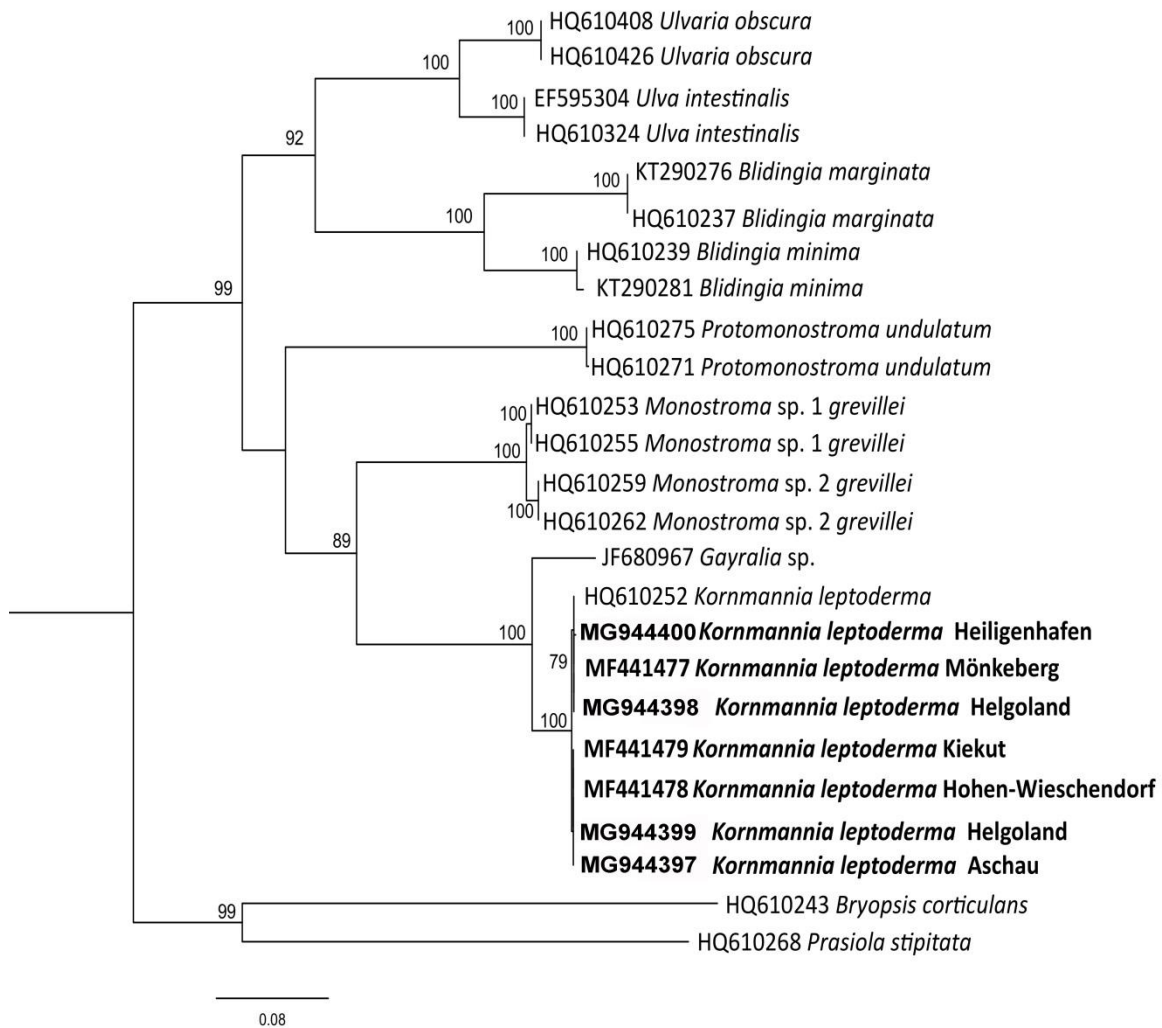 100 HQ610408 Ulvaria obscura
100 HQ610426 Ulvaria obscura
100 EF595304 Ulva intestinalis
92 HQ610324 Ulva intestinalis
100 KT290276 Blidingia marginata
100 HQ610237 Blidingia marginata
100 HQ610239 Blidingia minima
99 KT290281 Blidingia minima
100 HQ610275 Protomonostroma undulatum
HQ610271 Protomonostroma undulatum
100 HQ610253 Monostroma sp. 1 grevillei
100 HQ610255 Monostroma sp. 1 grevillei
HQ610259 Monostroma sp. 2 grevillei
100 HQ610262 Monostroma sp. 2 grevillei
89 JF680967 Gayralia sp.
HQ610252 Kornmannia leptoderma
100 MG944400 Kornmannia leptoderma Heiligenhafen
79 MF441477 Kornmannia leptoderma Mönkeberg
MG944398 Kornmannia leptoderma Helgoland
100 MF441479 Kornmannia leptoderma Kiekut
MF441478 Kornmannia leptoderma Hohen-Wieschendorf
MG944399 Kornmannia leptoderma Helgoland
MG944397 Kornmannia leptoderma Aschau
99 HQ610243 Bryopsis corticulans
HQ610268 Prasiola stipitata
0.08